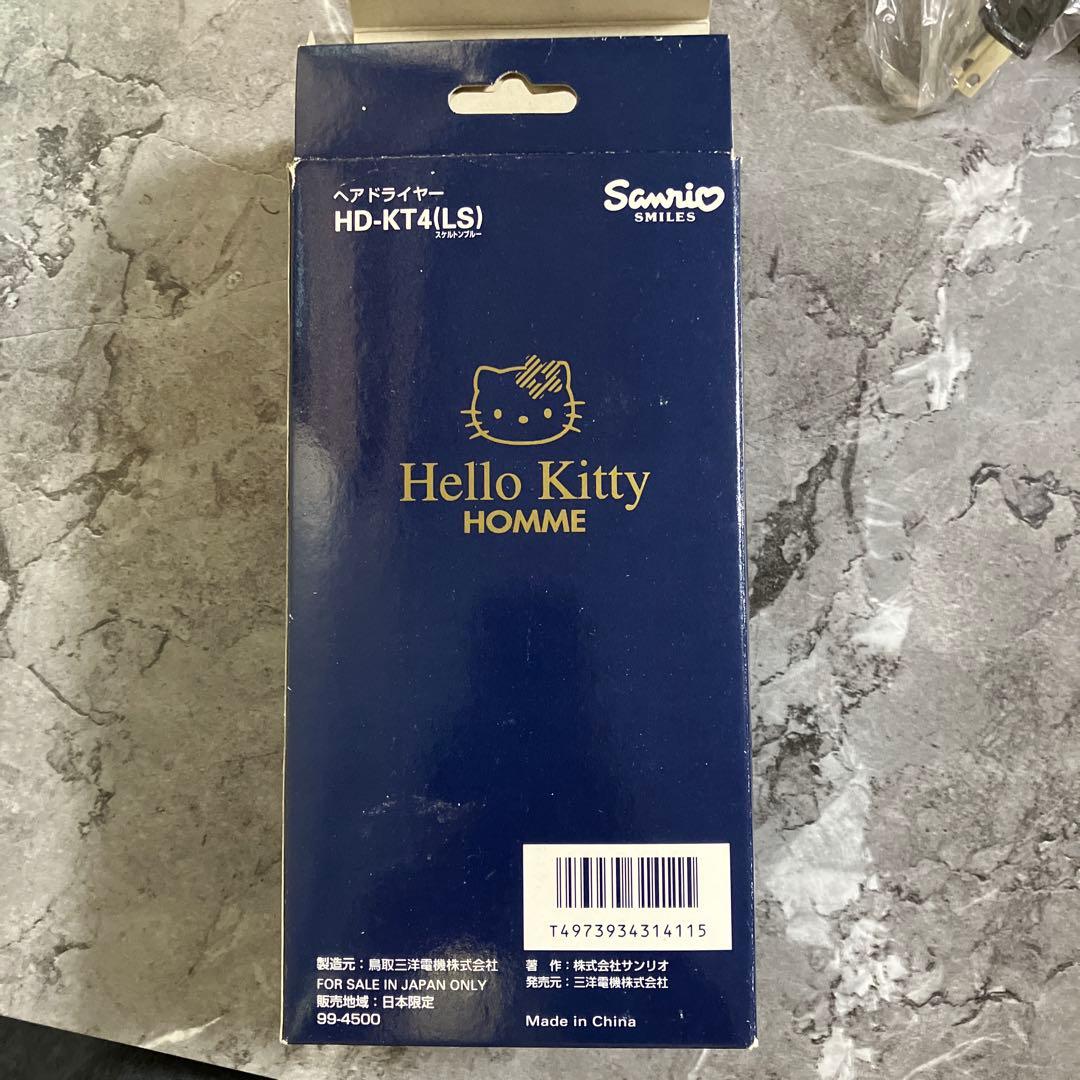 ヘアドライヤー
HD-KT4(LS)
スケルトンブルー
Sanrio
SMILES
Hello Kitty
HOMME
T4973934314115
製造元：鳥取三洋電機株式会社
FOR SALE IN JAPAN ONLY
販売地域：日本限定
99-4500
著　作：株式会社サンリオ
発売元：三洋電機株式会社
Made in China